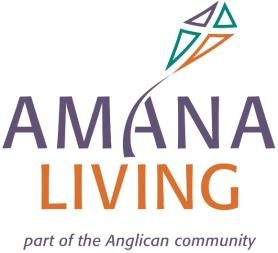 AMANA
LIVING
part of the Anglican community